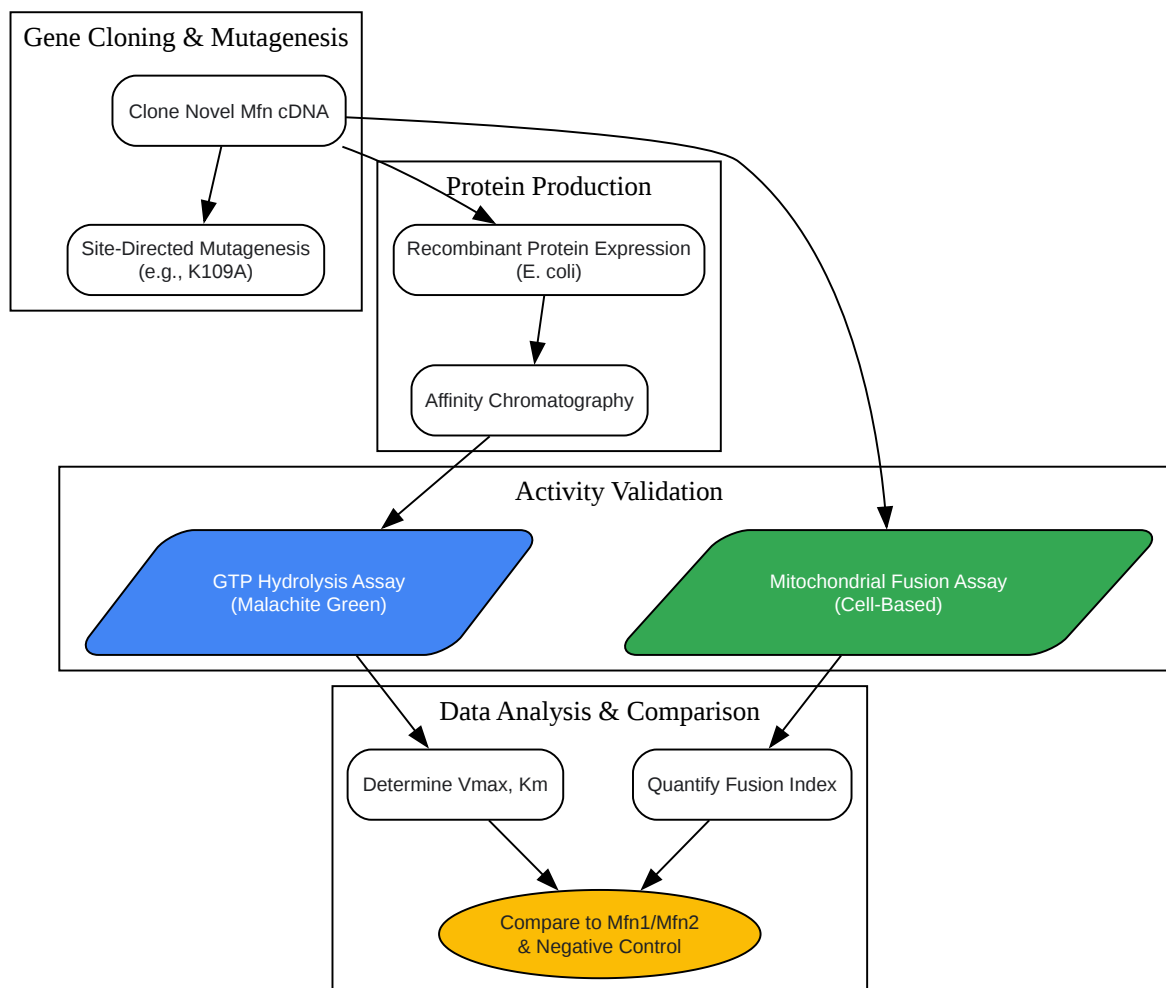 Gene Cloning & Mutagenesis
Clone Novel Mfn cDNA
Site-Directed Mutagenesis
(e.g., K109A)
Protein Production
Recombinant Protein Expression
(E. coli)
Affinity Chromatography
Activity Validation
GTP Hydrolysis Assay
(Malachite Green)
Mitochondrial Fusion Assay
(Cell-Based)
Data Analysis & Comparison
Determine Vmax, Km
Quantify Fusion Index
Compare to Mfn1/Mfn2
& Negative Control